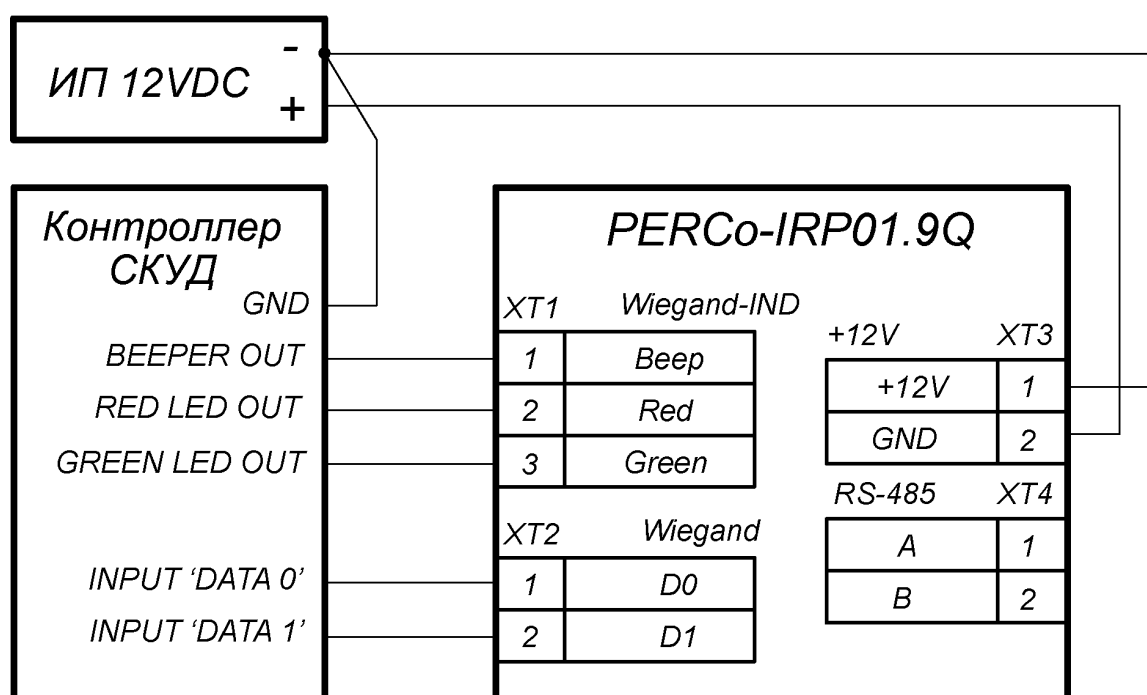 ИП 12VDC
-
+
Контроллер
СКУД
GND
BEEPER OUT
RED LED OUT
GREEN LED OUT
INPUT ‘DATA 0’
INPUT ‘DATA 1’
PERCo-IRP01.9Q
XT1 Wiegand-IND
1 Beep
2 Red
3 Green
XT2 Wiegand
1 D0
2 D1
+12V XT3
+12V 1
GND 2
RS-485 XT4
A 1
B 2